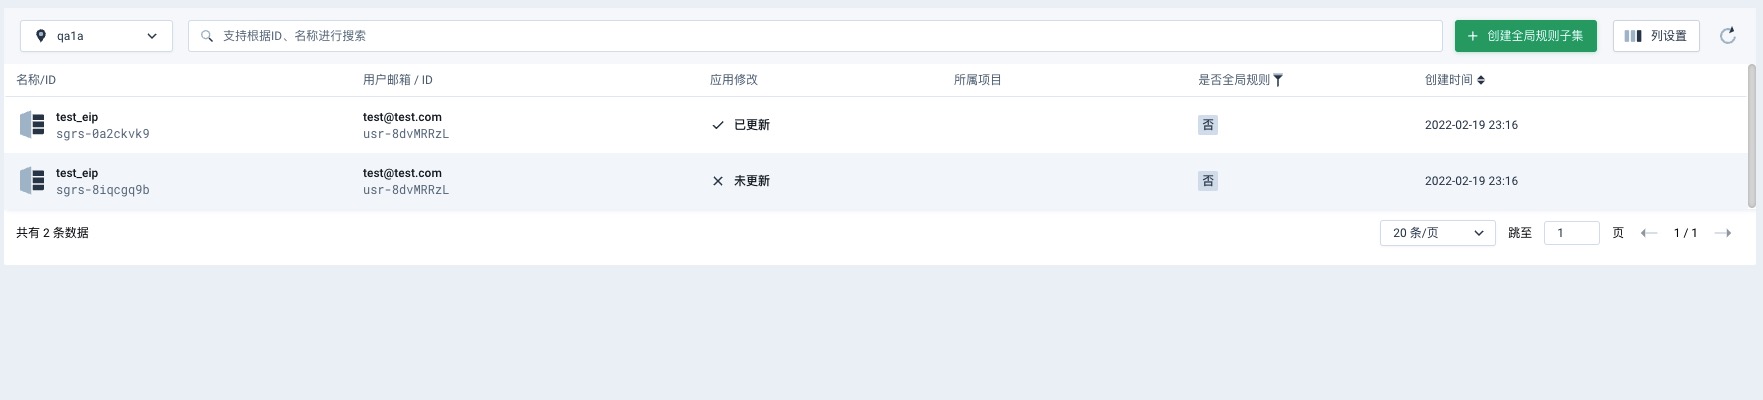 qa1a 支持根据ID、名称进行搜索 创建全局规则子集 列设置
名称/ID 用户邮箱 / ID 应用修改 所属项目 是否全局规则 创建时间
test_eip test@test.com 已更新 否 2022-02-19 23:16
sgrs-0a2ckvk9 usr-8dvMRRzL
test_eip test@test.com 未更新 否 2022-02-19 23:16
sgrs-8iqcgq9b usr-8dvMRRzL
共有 2 条数据 20 条/页 跳至 1 页 1 / 1